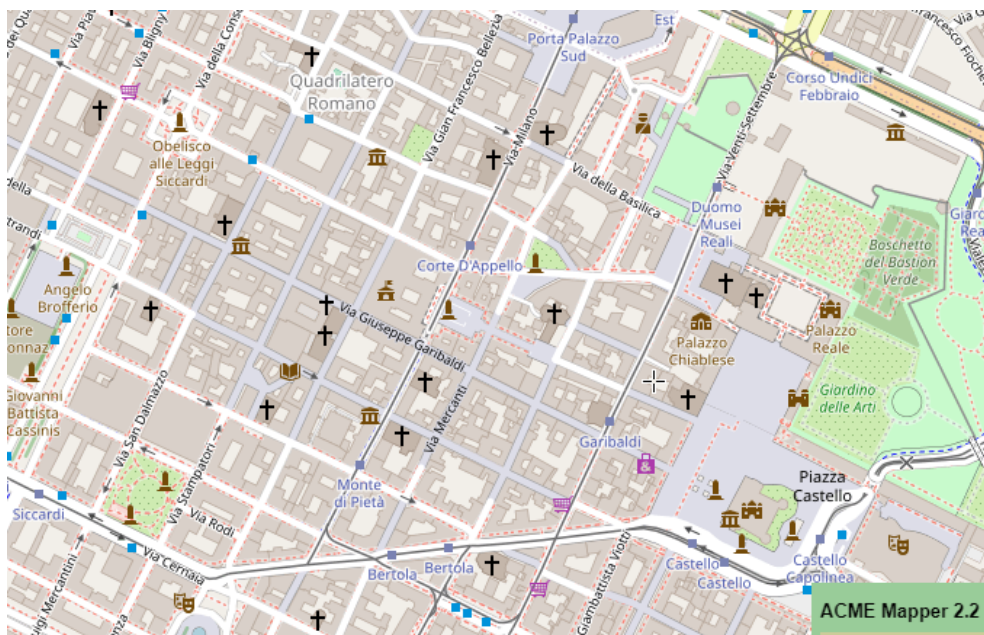 Via Bligny
Via della Cons
Via Gian Francesco Bellezia
Porta Palazzo
Sud
Est
Corso Undici
Febbraio
Quadrilatero
Romano
Obelisco
alle Leggi
Siccardi
Via Milano
Via Venti Settembre
Via della Basilica
della
Duomo
Musei
Reali
Boschetto
del Bastion
Verde
Corte D'Appello
Angelo
Brofferio
Via Giuseppe Garibaldi
Palazzo
Chiablese
Palazzo
Reale
Giovanni
Battista
Cassinis
Via San Dalmazzo
Via Mercanti
Giardino
delle Arti
Garibaldi
Via Stampatori
Monte
di Pietà
Piazza
Castello
Siccardi
Via Rodi
Via Cernaia
Bertola
Bertola
Giambattista Viotti
Castello
Castello
Castello
Capolinea
ACME Mapper 2.2